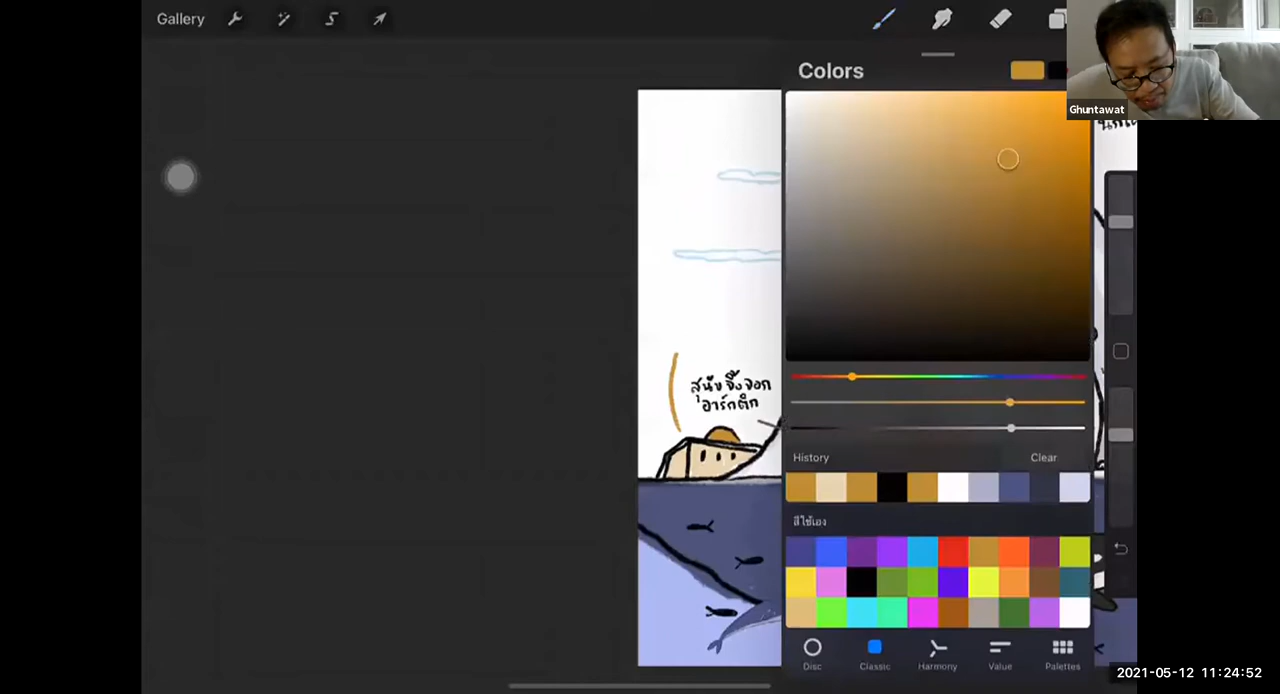 Gallery
Colors
Ghuntawat
สุนัขจิ้งจอก
อาร์กติก
History
Clear
สีใช้เอง
Disc
Classic
Harmony
Value
Palettes
2021-05-12 11:24:52